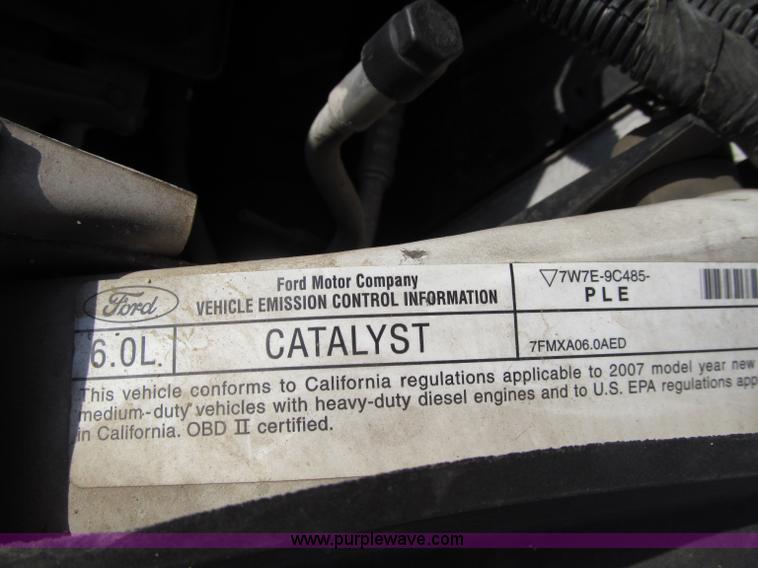 Ford
Ford Motor Company
VEHICLE EMISSION CONTROL INFORMATION
7W7E-9C485-
PLE
6.0L.
CATALYST
7FMXA06.0AED
This vehicle conforms to California regulations applicable to 2007 model year new
medium-duty vehicles with heavy-duty diesel engines and to U.S. EPA regulations
in California. OBD II certified.
www.purplewave.com